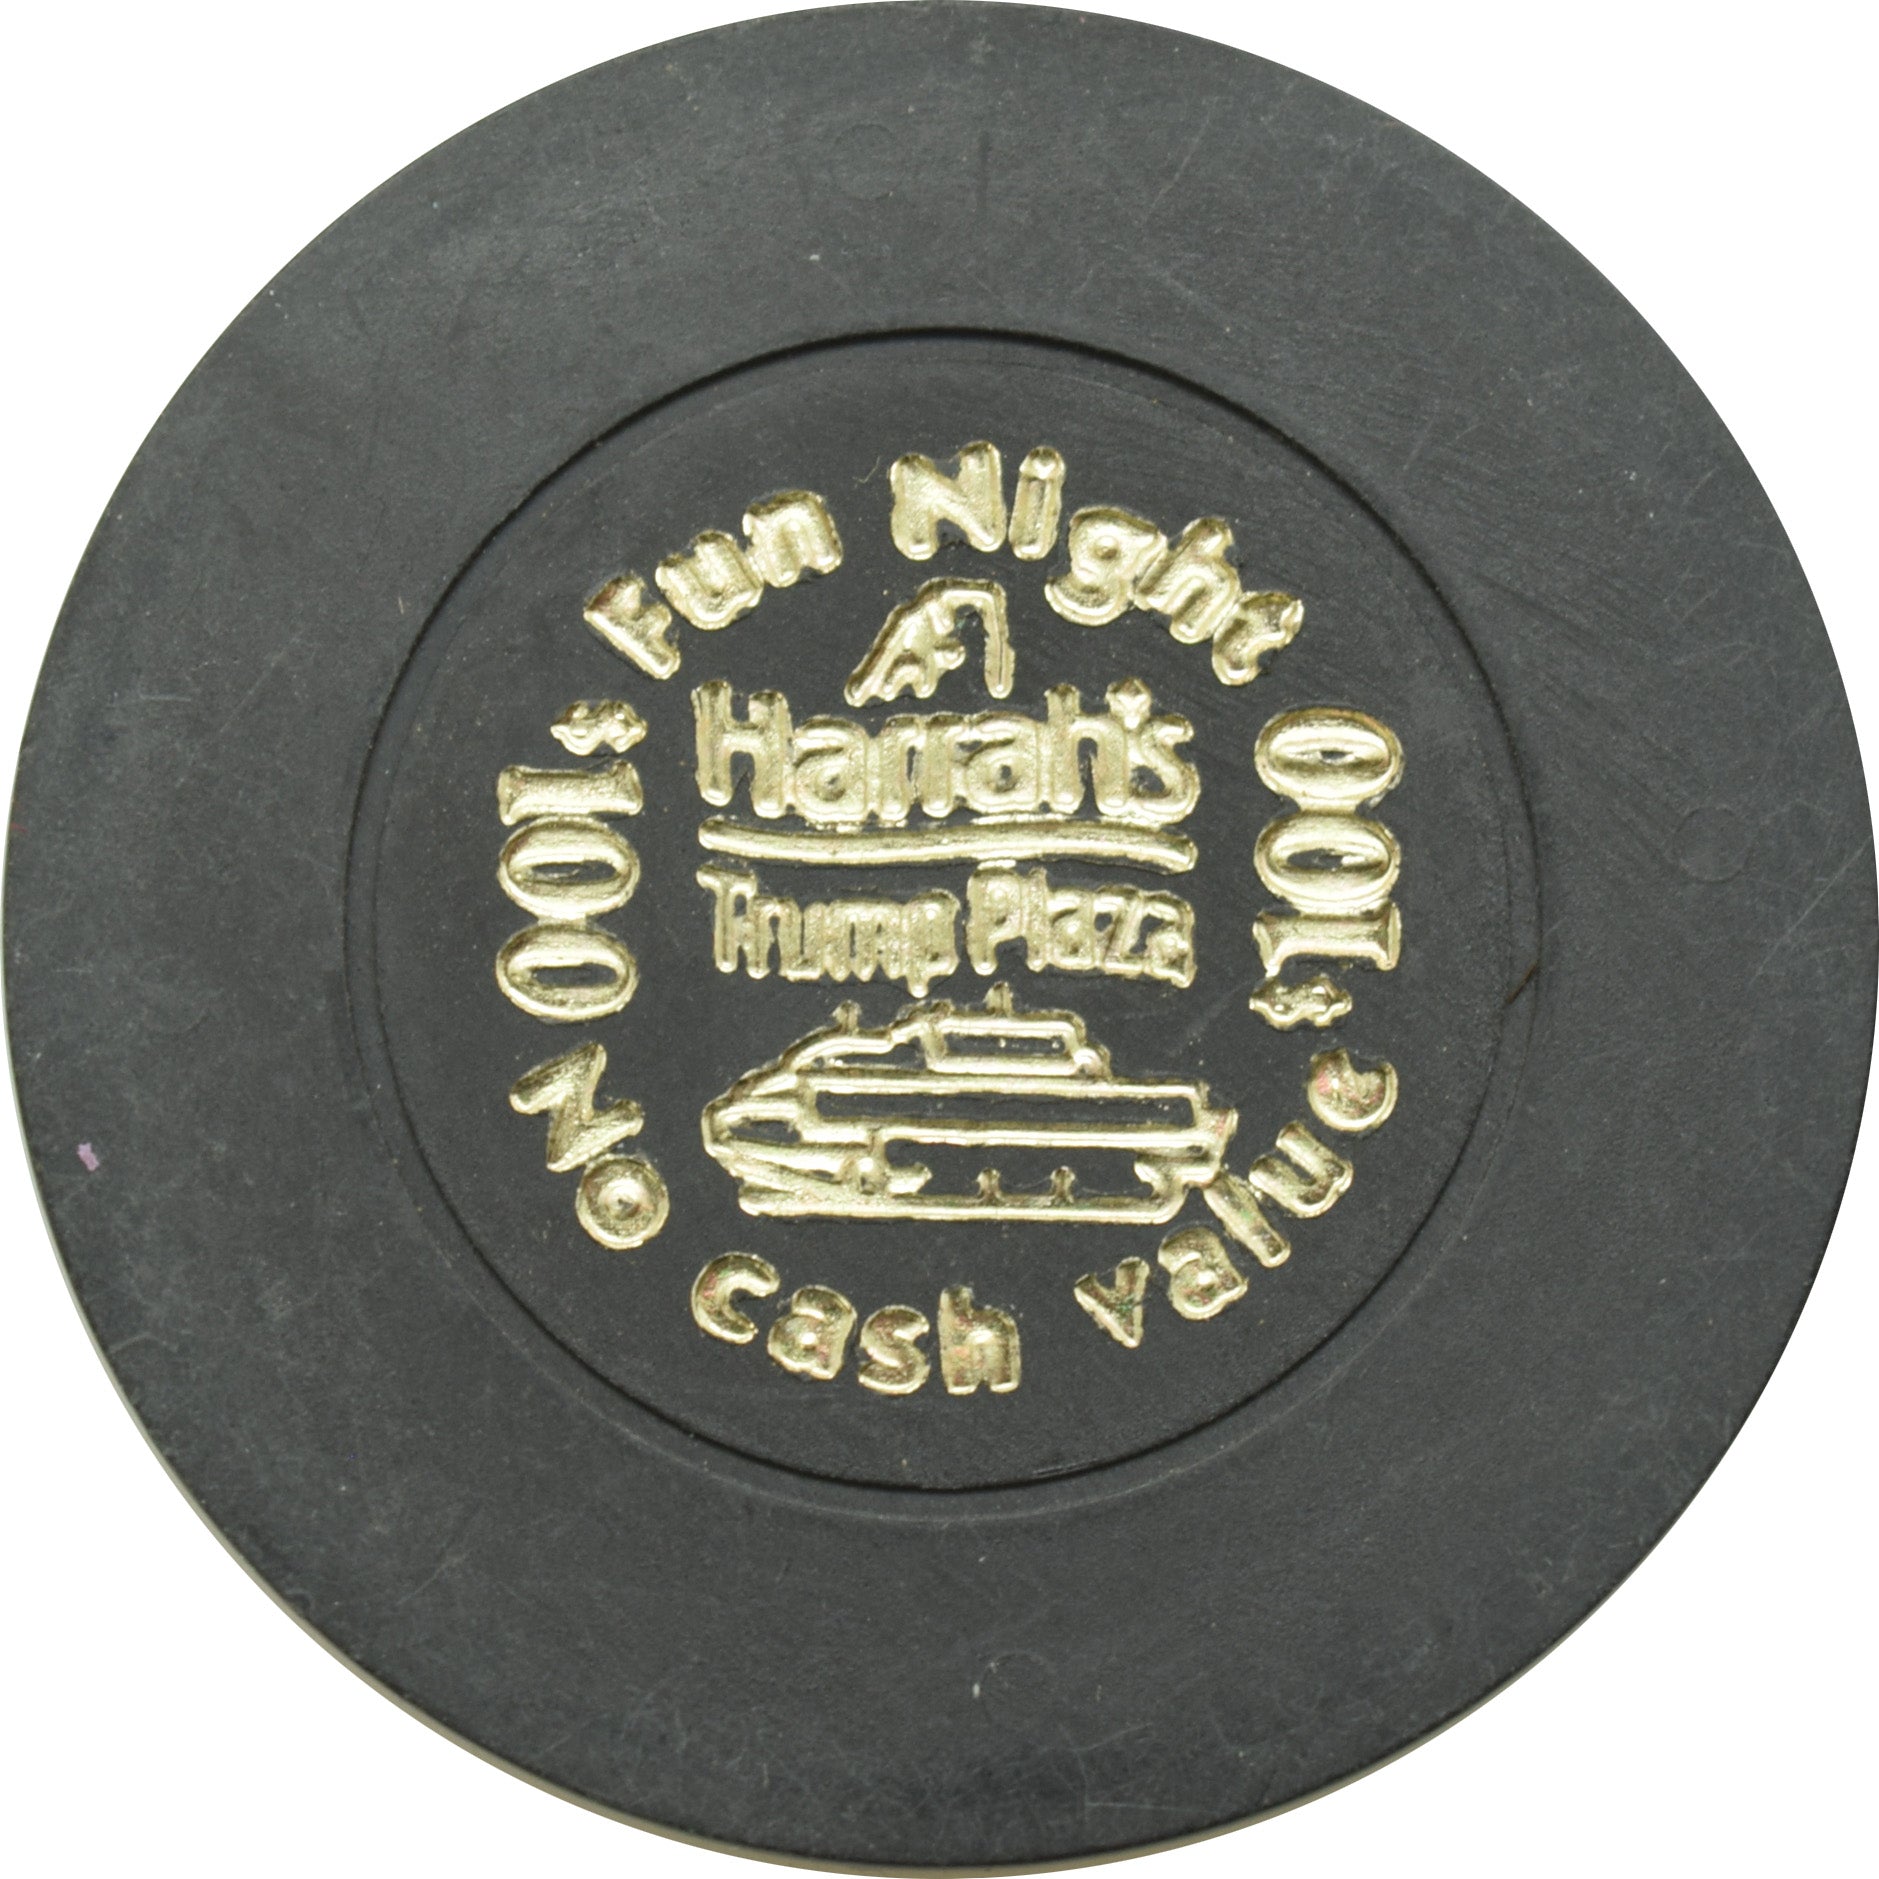 Fun Night
Harrah's
Trump Plaza
$100
$100
No Cash Value